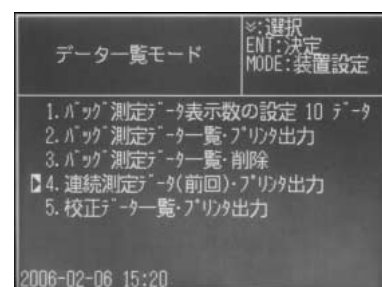 データ一覧モード
※:選択
ENT:決定
MODE:装置設定
1.バッグ測定データ表示数の設定 10 データ
2.バッグ測定データ一覧・プリンタ出力
3.バッグ測定データ一覧・削除
4.連続測定データ(前回)・プリンタ出力
5.校正データ一覧・プリンタ出力
2006-02-06 15:20